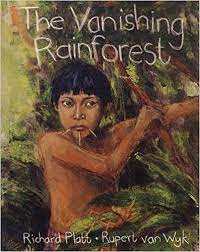 The Vanishing
Rainforest
Richard Platt • Rupert van Wyk